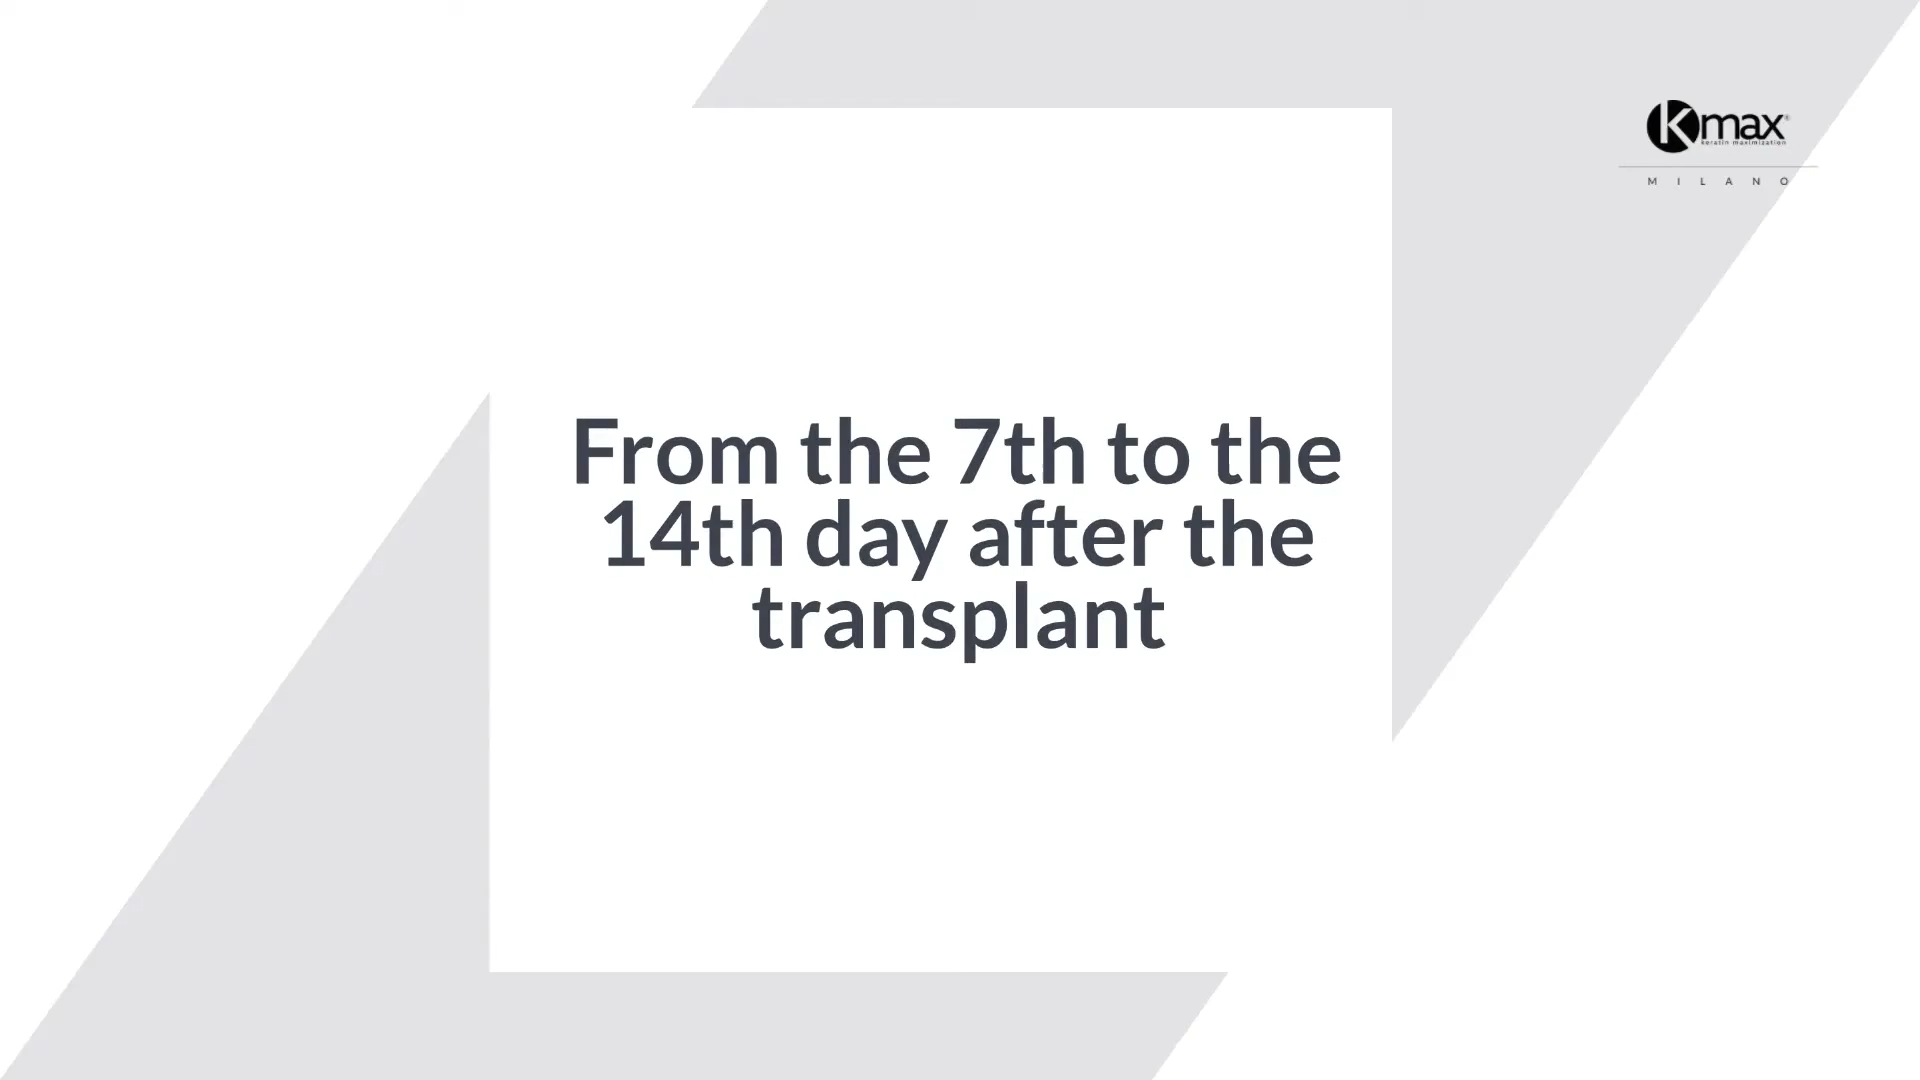 Kmax®
keratin maximization
MILANO
From the 7th to the
14th day after the
transplant